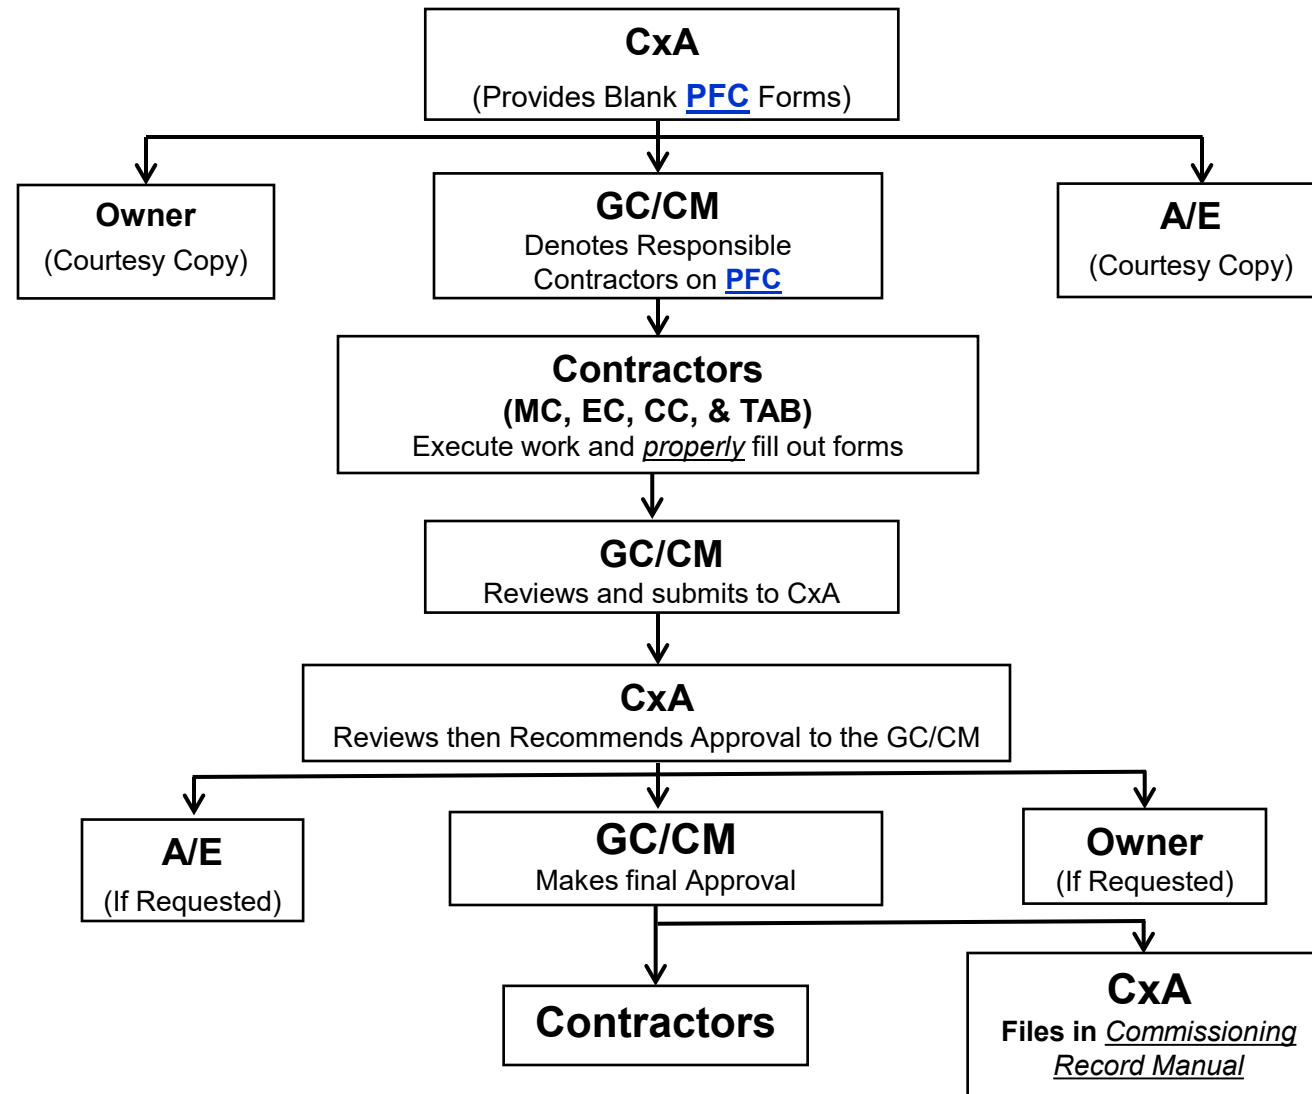 CxA
(Provides Blank PFC Forms)
Owner
(Courtesy Copy)
GC/CM
Denotes Responsible
Contractors on PFC
A/E
(Courtesy Copy)
Contractors
(MC, EC, CC, & TAB)
Execute work and properly fill out forms
GC/CM
Reviews and submits to CxA
CxA
Reviews then Recommends Approval to the GC/CM
A/E
(If Requested)
GC/CM
Makes final Approval
Owner
(If Requested)
Contractors
CxA
Files in Commissioning
Record Manual